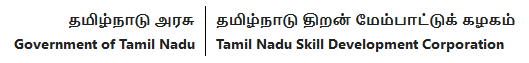 தமிழ்நாடு அரசு
Government of Tamil Nadu
தமிழ்நாடு திறன் மேம்பாட்டுக் கழகம்
Tamil Nadu Skill Development Corporation